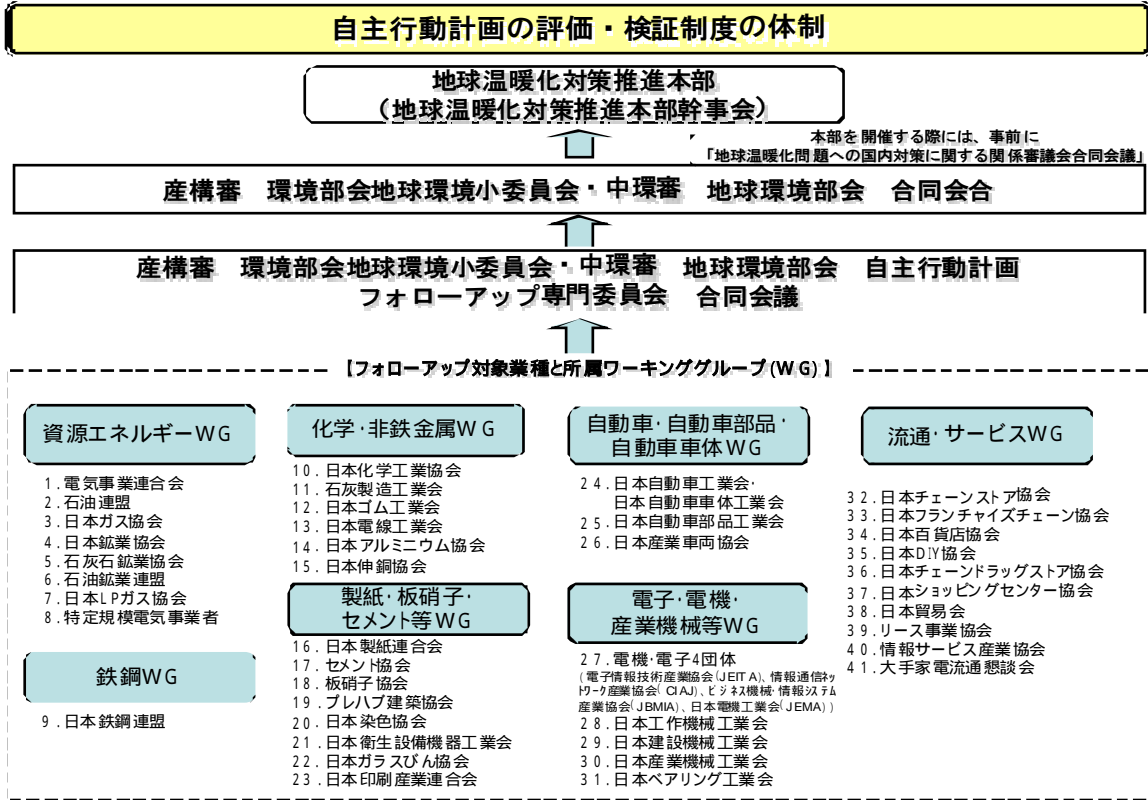 自主行動計画の評価・検証制度の体制
地球温暖化対策推進本部
（地球温暖化対策推進本部幹事会）
本部を開催する際には、事前に
「地球温暖化問題への国内対策に関する関係審議会合同会議」
産構審　環境部会地球環境小委員会・中環審　地球環境部会　合同会合
産構審　環境部会地球環境小委員会・中環審　地球環境部会　自主行動計画
フォローアップ専門委員会　合同会議
【フォローアップ対象業種と所属ワーキンググループ(WG)】
資源エネルギーWG
1.電気事業連合会
2.石油連盟
3.日本ガス協会
4.日本鉱業協会
5.石灰石鉱業協会
6.石油鉱業連盟
7.日本LPガス協会
8.特定規模電気事業者
鉄鋼WG
9.日本鉄鋼連盟
化学・非鉄金属WG
10.日本化学工業協会
11.石灰製造工業会
12.日本ゴム工業会
13.日本電線工業会
14.日本アルミニウム協会
15.日本伸銅協会
製紙・板硝子・
セメント等WG
16.日本製紙連合会
17.セメント協会
18.板硝子協会
19.プレハブ建築協会
20.日本染色協会
21.日本衛生設備機器工業会
22.日本ガラスびん協会
23.日本印刷産業連合会
自動車・自動車部品・
自動車車体WG
24.日本自動車工業会・
日本自動車車体工業会
25.日本自動車部品工業会
26.日本産業車両協会
電子・電機・
産業機械等WG
27.電機・電子4団体
(電子情報技術産業協会(JEITA)、情報通信ネッ
トワーク産業協会(CIAJ)、ビジネス機械・情報システム
産業協会(JBMIA)、日本電機工業会(JEMA))
28.日本工作機械工業会
29.日本建設機械工業会
30.日本産業機械工業会
31.日本ベアリング工業会
流通・サービスWG
32.日本チェーンストア協会
33.日本フランチャイズチェーン協会
34.日本百貨店協会
35.日本DIY協会
36.日本チェーンドラッグストア協会
37.日本ショッピングセンター協会
38.日本貿易会
39.リース事業協会
40.情報サービス産業協会
41.大手家電流通懇談会